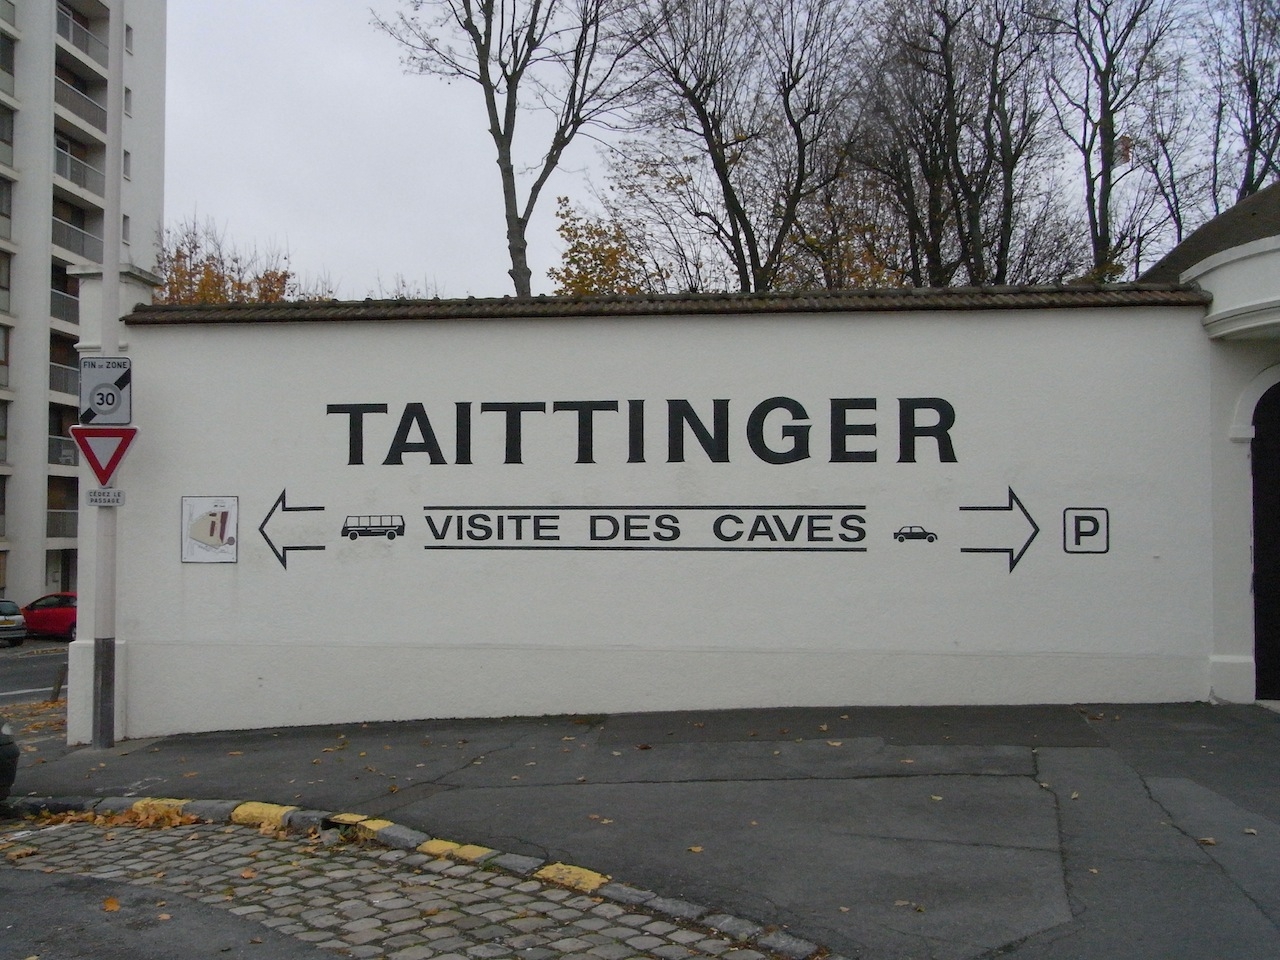 FIN DE ZONE
30
CÉDEZ LE
PASSAGE
TAITTINGER
VISITE DES CAVES
P